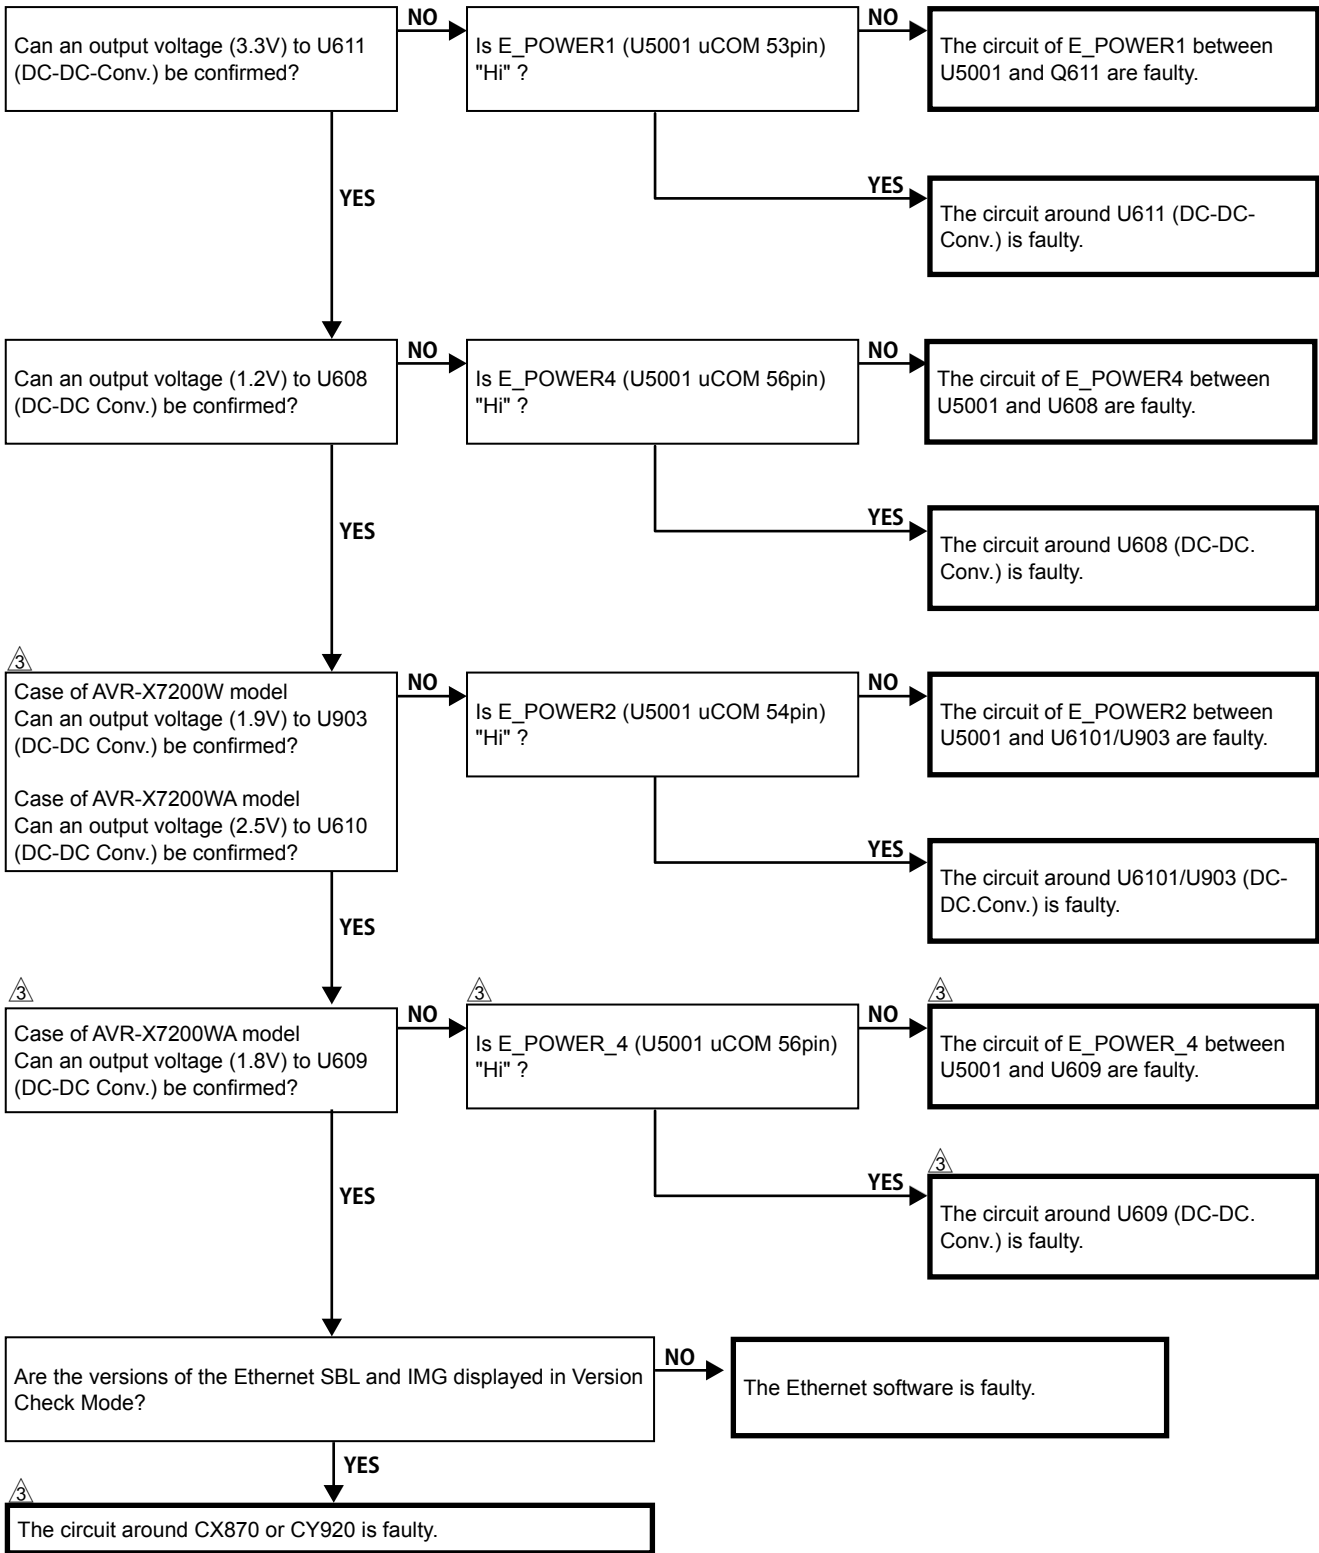 Can an output voltage (3.3V) to U611
(DC-DC-Conv.) be confirmed?
NO
Is E_POWER1 (U5001 uCOM 53pin)
"Hi" ?
NO
The circuit of E_POWER1 between
U5001 and Q611 are faulty.
YES
YES
The circuit around U611 (DC-DC-
Conv.) is faulty.
Can an output voltage (1.2V) to U608
(DC-DC Conv.) be confirmed?
NO
Is E_POWER4 (U5001 uCOM 56pin)
"Hi" ?
NO
The circuit of E_POWER4 between
U5001 and U608 are faulty.
YES
YES
The circuit around U608 (DC-DC.
Conv.) is faulty.
3
Case of AVR-X7200W model
Can an output voltage (1.9V) to U903
(DC-DC Conv.) be confirmed?
Case of AVR-X7200WA model
Can an output voltage (2.5V) to U610
(DC-DC Conv.) be confirmed?
NO
Is E_POWER2 (U5001 uCOM 54pin)
"Hi" ?
NO
The circuit of E_POWER2 between
U5001 and U6101/U903 are faulty.
YES
The circuit around U6101/U903 (DC-
DC.Conv.) is faulty.
YES
3
Case of AVR-X7200WA model
Can an output voltage (1.8V) to U609
(DC-DC Conv.) be confirmed?
NO
3
Is E_POWER_4 (U5001 uCOM 56pin)
"Hi" ?
NO
3
The circuit of E_POWER_4 between
U5001 and U609 are faulty.
YES
YES
3
The circuit around U609 (DC-DC.
Conv.) is faulty.
Are the versions of the Ethernet SBL and IMG displayed in Version
Check Mode?
NO
The Ethernet software is faulty.
YES
3
The circuit around CX870 or CY920 is faulty.